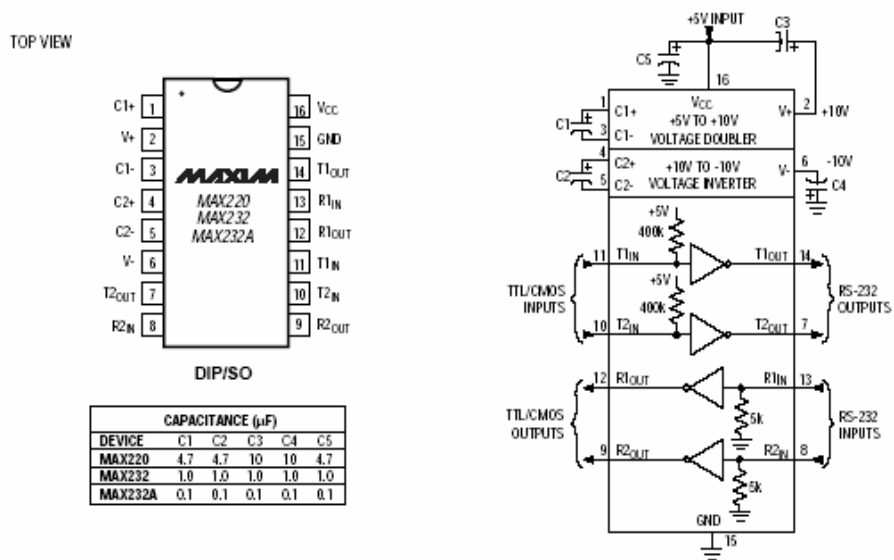 TOP VIEW
C1+ 1
V+ 2
C1- 3
C2+ 4
C2- 5
V- 6
T2OUT 7
R2IN 8
MAXIM
MAX220
MAX232
MAX232A
16 VCC
15 GND
14 T1OUT
13 R1IN
12 R1OUT
11 T1IN
10 T2IN
9 R2OUT
DIP/SO
CAPACITANCE (µF)
DEVICE C1 C2 C3 C4 C5
MAX220 4.7 4.7 10 10 4.7
MAX232 1.0 1.0 1.0 1.0 1.0
MAX232A 0.1 0.1 0.1 0.1 0.1
+5V INPUT C3
C5 + +
16
1 C1+ VCC V+ 2 +10V
C1 + +5V TO +10V
3 C1- VOLTAGE DOUBLER
4 C2+ +10V TO -10V V- 6 -10V
C2 + VOLTAGE INVERTER
5 C2- C4 +
+5V
400k
11 T1IN T1OUT 14
TTL/CMOS INPUTS
+5V
400k
RS-232 OUTPUTS
10 T2IN T2OUT 7
12 R1OUT R1IN 13
TTL/CMOS OUTPUTS
5k
RS-232 INPUTS
9 R2OUT R2IN 8
5k
GND
15